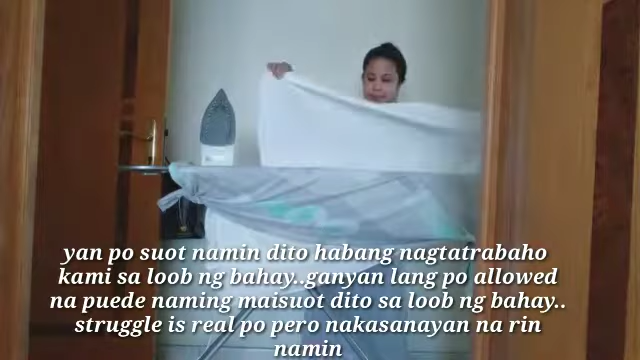 yan po suot namin dito habang nagtatrabaho
kami sa loob ng bahay..ganyan lang po allowed
na puede naming maisuot dito sa loob ng bahay..
struggle is real po pero nakasanayan na rin
namin